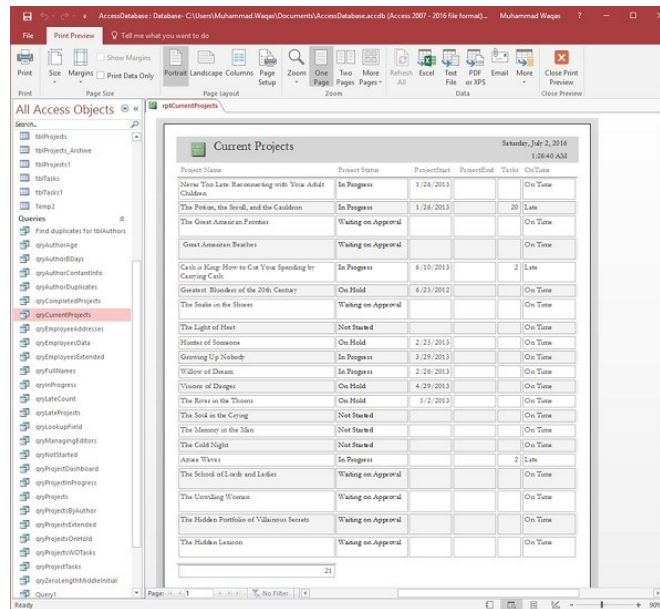 AccessDatabase : Database- C:\Users\Muhammad.Waqas\Documents\AccessDatabase.accdb (Access 2007 - 2016 file format)... Muhammad Waqas ?
File Print Preview Tell me what you want to do
Print Size Margins Show Margins Print Data Only Portrait Landscape Columns Page Setup Zoom One Page Two Pages More Pages Refresh All Excel Text File PDF or XPS Email More Close Print Preview
Print Page Size Page Layout Zoom Data Close Preview
All Access Objects
Search...
tblProjects
tblProjects_Archive
tblProjects1
tblTasks
tblTasks1
Temp2
Queries
Find duplicates for tblAuthors
qryAuthorAge
qryAuthorBDays
qryAuthorContantInfo
qryAuthorDuplicates
qryCompletedProjects
qryCurrentProjects
qryEmployeeAddresses
qryEmployeesData
qryEmployeesExtended
qryFullNames
qryInProgress
qryLateCount
qryLateProjects
qryLookupField
qryManagingEditors
qryNotStarted
qryProjectDashboard
qryProjectInProgress
qryProjects
qryProjectsByAuthor
qryProjectsExtended
qryProjectsOnHold
qryProjectsWOTasks
qryProjectTasks
qryZeroLengthMiddleInitial
Query1
rptCurrentProjects
Current Projects
Saturday, July 2, 2016
1:26:40 AM
Project Name Project Status ProjectStart ProjectEnd Tasks OnTime
Never Too Late: Reconnecting with Your Adult Children In Progress 1/26/2013 On Time
The Potion, the Scroll, and the Cauldron In Progress 1/26/2013 20 Late
The Great American Frontier Waiting on Approval On Time
Great American Beaches Waiting on Approval On Time
Cash is King: How to Cut Your Spending by Carrying Cash In Progress 6/10/2013 2 Late
Greatest Blunders of the 20th Century On Hold 6/25/2012 On Time
The Snake in the Shores Waiting on Approval On Time
The Light of Heat Not Started On Time
Hunter of Someone On Hold 2/23/2013 On Time
Growing Up Nobody In Progress 3/29/2013 On Time
Willow of Dream In Progress 2/26/2013 On Time
Visions of Danger On Hold 4/29/2013 On Time
The River in the Thorns On Hold 5/2/2013 On Time
The Soul in the Crying Not Started On Time
The Memory in the Man Not Started On Time
The Cold Night Not Started On Time
Azure Waves In Progress 2 Late
The School of Lords and Ladies Waiting on Approval On Time
The Unwilling Woman Waiting on Approval On Time
The Hidden Portfolio of Villainous Secrets Waiting on Approval On Time
The Hidden Lexicon Waiting on Approval On Time
21
Page: 1 No Filter
Ready 90%